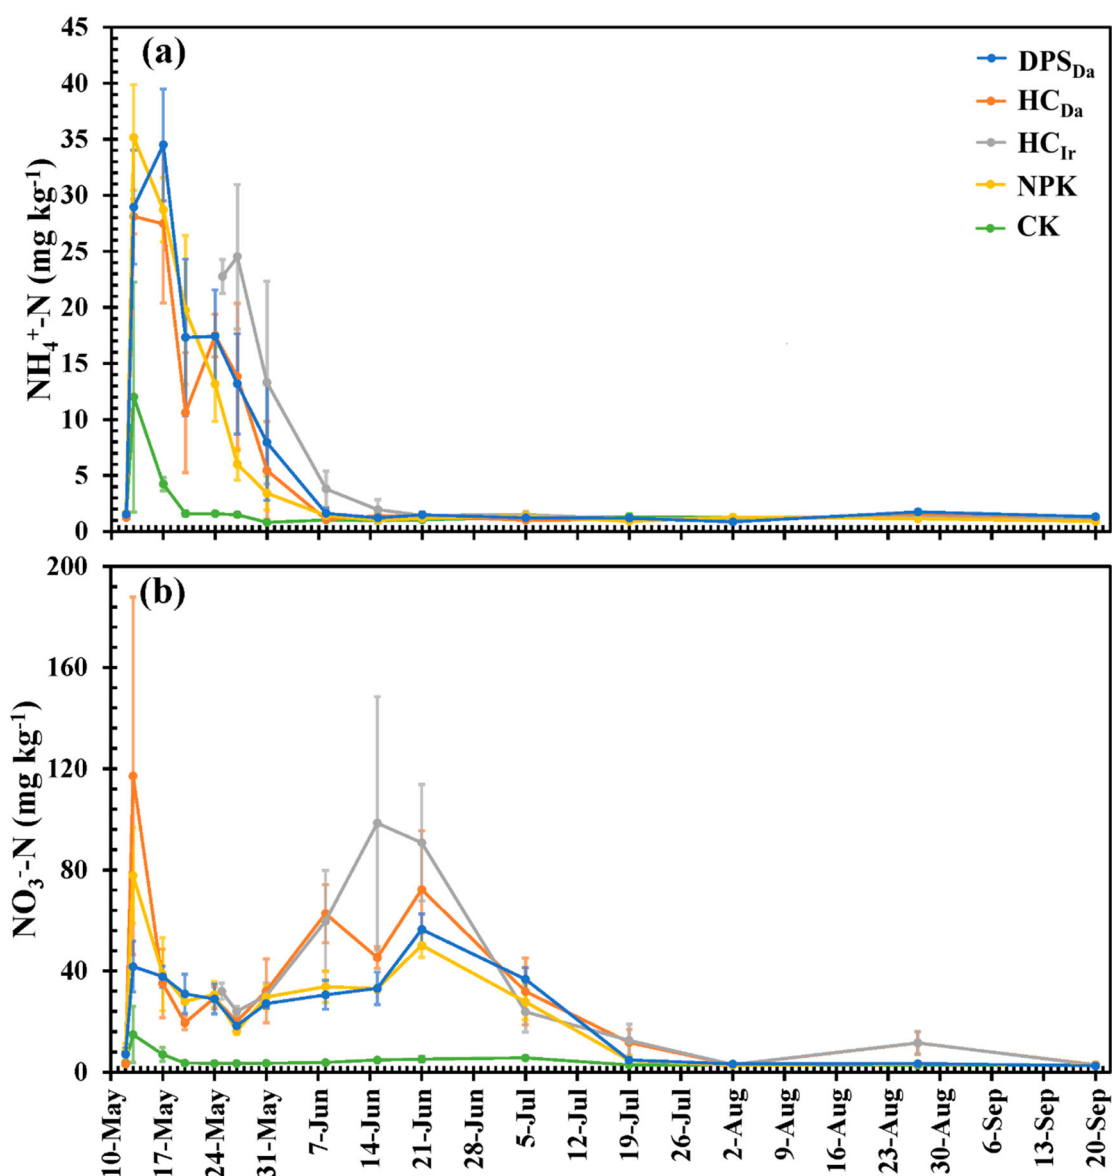 (a)
NH₄⁺-N (mg kg⁻¹)
45
40
35
30
25
20
15
10
5
0
DPS_Da
HC_Da
HC_Ir
NPK
CK
(b)
NO₃⁻-N (mg kg⁻¹)
200
160
120
80
40
0
10-May
17-May
24-May
31-May
7-Jun
14-Jun
21-Jun
28-Jun
5-Jul
12-Jul
19-Jul
26-Jul
2-Aug
9-Aug
16-Aug
23-Aug
30-Aug
6-Sep
13-Sep
20-Sep